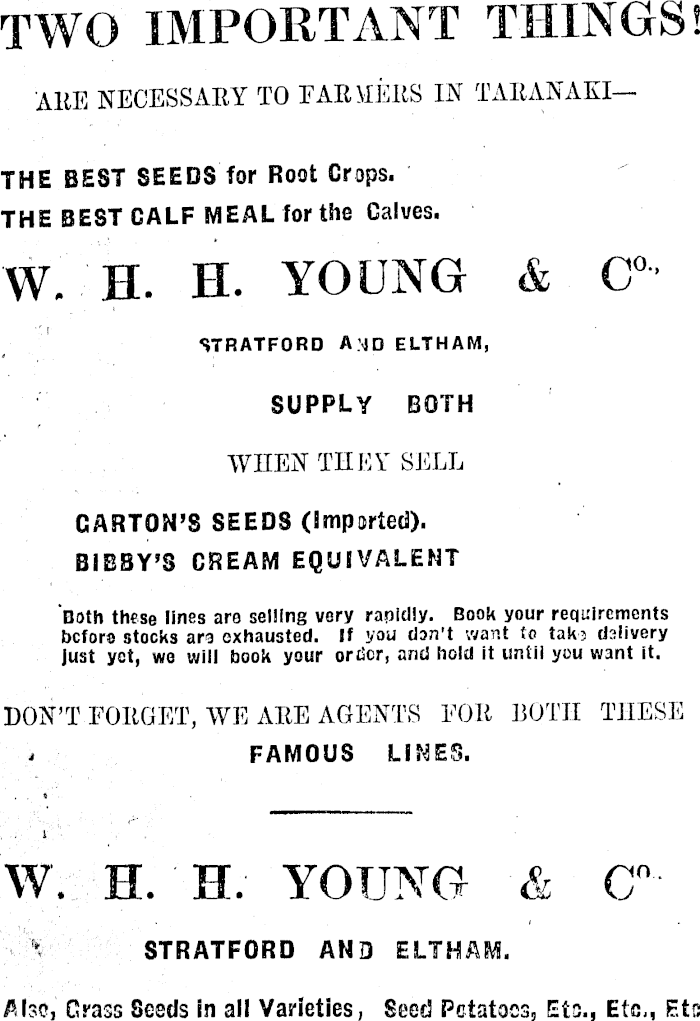 TWO IMPORTANT THINGS!
ARE NECESSARY TO FARMERS IN TARANAKI—
THE BEST SEEDS for Root Crops.
THE BEST CALF MEAL for the Calves.
W. H. H. YOUNG & Co.,
STRATFORD AND ELTHAM,
SUPPLY BOTH
WHEN THEY SELL
GARTON'S SEEDS (Imported).
BIBBY'S CREAM EQUIVALENT
Both these lines are selling very rapidly. Book your requirements
before stocks are exhausted. If you don't want to take delivery
just yet, we will book your order, and hold it until you want it.
DON'T FORGET, WE ARE AGENTS FOR BOTH THESE
FAMOUS LINES.
W. H. H. YOUNG & Co.
STRATFORD AND ELTHAM.
Also, Grass Seeds in all Varieties, Seed Potatoes, Etc., Etc., Etc